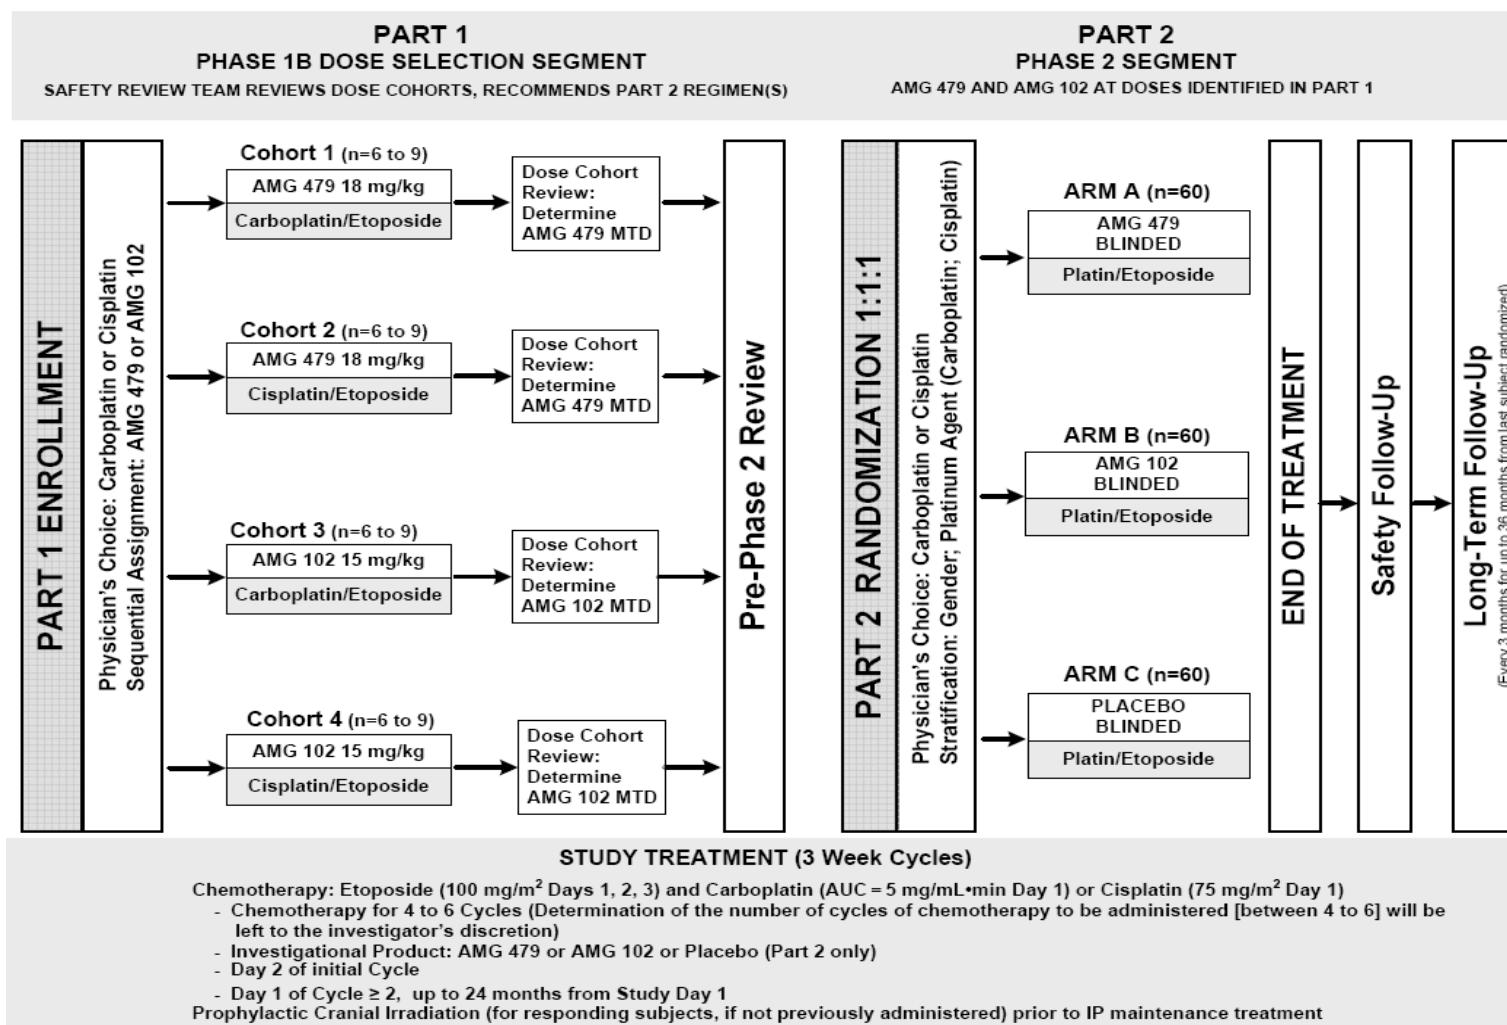 PART 1
PHASE 1B DOSE SELECTION SEGMENT
SAFETY REVIEW TEAM REVIEWS DOSE COHORTS, RECOMMENDS PART 2 REGIMEN(S)
PART 2
PHASE 2 SEGMENT
AMG 479 AND AMG 102 AT DOSES IDENTIFIED IN PART 1
PART 1 ENROLLMENT
Physician's Choice: Carboplatin or Cisplatin
Sequential Assignment: AMG 479 or AMG 102
Cohort 1 (n=6 to 9)
AMG 479 18 mg/kg
Carboplatin/Etoposide
Dose Cohort
Review:
Determine
AMG 479 MTD
Cohort 2 (n=6 to 9)
AMG 479 18 mg/kg
Cisplatin/Etoposide
Dose Cohort
Review:
Determine
AMG 479 MTD
Cohort 3 (n=6 to 9)
AMG 102 15 mg/kg
Carboplatin/Etoposide
Dose Cohort
Review:
Determine
AMG 102 MTD
Cohort 4 (n=6 to 9)
AMG 102 15 mg/kg
Cisplatin/Etoposide
Dose Cohort
Review:
Determine
AMG 102 MTD
Pre-Phase 2 Review
PART 2 RANDOMIZATION 1:1:1
Physician's Choice: Carboplatin or Cisplatin
Stratification: Gender; Platinum Agent (Carboplatin; Cisplatin)
ARM A (n=60)
AMG 479
BLINDED
Platin/Etoposide
ARM B (n=60)
AMG 102
BLINDED
Platin/Etoposide
ARM C (n=60)
PLACEBO
BLINDED
Platin/Etoposide
END OF TREATMENT
Safety Follow-Up
Long-Term Follow-Up
(Every 3 months for up to 36 months from last subject randomized)
STUDY TREATMENT (3 Week Cycles)
Chemotherapy: Etoposide (100 mg/m² Days 1, 2, 3) and Carboplatin (AUC = 5 mg/mL•min Day 1) or Cisplatin (75 mg/m² Day 1)
- Chemotherapy for 4 to 6 Cycles (Determination of the number of cycles of chemotherapy to be administered [between 4 to 6] will be
left to the investigator's discretion)
- Investigational Product: AMG 479 or AMG 102 or Placebo (Part 2 only)
- Day 2 of initial Cycle
- Day 1 of Cycle ≥ 2, up to 24 months from Study Day 1
Prophylactic Cranial Irradiation (for responding subjects, if not previously administered) prior to IP maintenance treatment